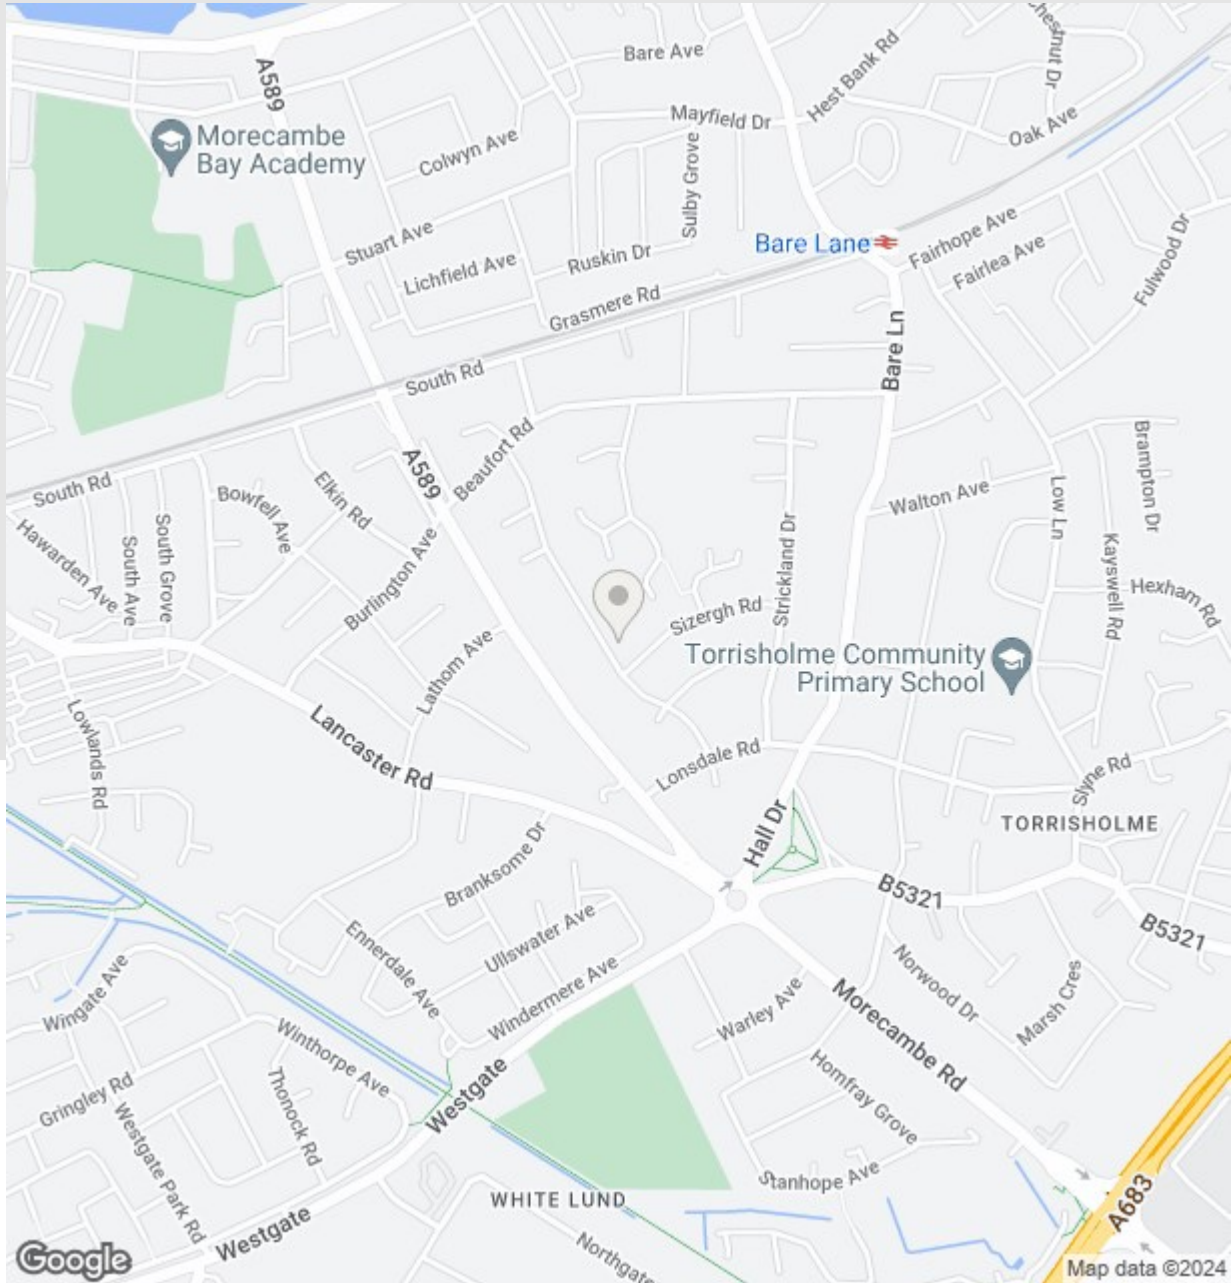 Bare Ave
Chestnut Dr
Hest Bank Rd
A589
Mayfield Dr
Oak Ave
Morecambe
Bay Academy
Colwyn Ave
Sulby Grove
Stuart Ave
Bare Lane
Fairhope Ave
Ruskin Dr
Lichfield Ave
Fairlea Ave
Fulwood Dr
Grasmere Rd
Bare Ln
South Rd
Beaufort Rd
A589
Brampton Dr
South Rd
Bowfell Ave
Elkin Rd
Walton Ave
Low Ln
Hawarden Ave
South Ave
South Grove
Strickland Dr
Kayswell Rd
Burlington Ave
Hexham Rd
Sizergh Rd
Lathom Ave
Torrisholme Community
Primary School
Lowlands Rd
Lancaster Rd
Lonsdale Rd
Slyne Rd
Hall Dr
TORRISHOLME
Branksome Dr
B5321
B5321
Ennerdale Ave
Ullswater Ave
Norwood Dr
Marsh Cres
Wingate Ave
Windermere Ave
Warley Ave
Morecambe Rd
Winthorpe Ave
Gringley Rd
Thonock Rd
Westgate
Homfray Grove
Westgate Park Rd
Stanhope Ave
WHITE LUND
A683
Westgate
Northgate
Google
Map data ©2024